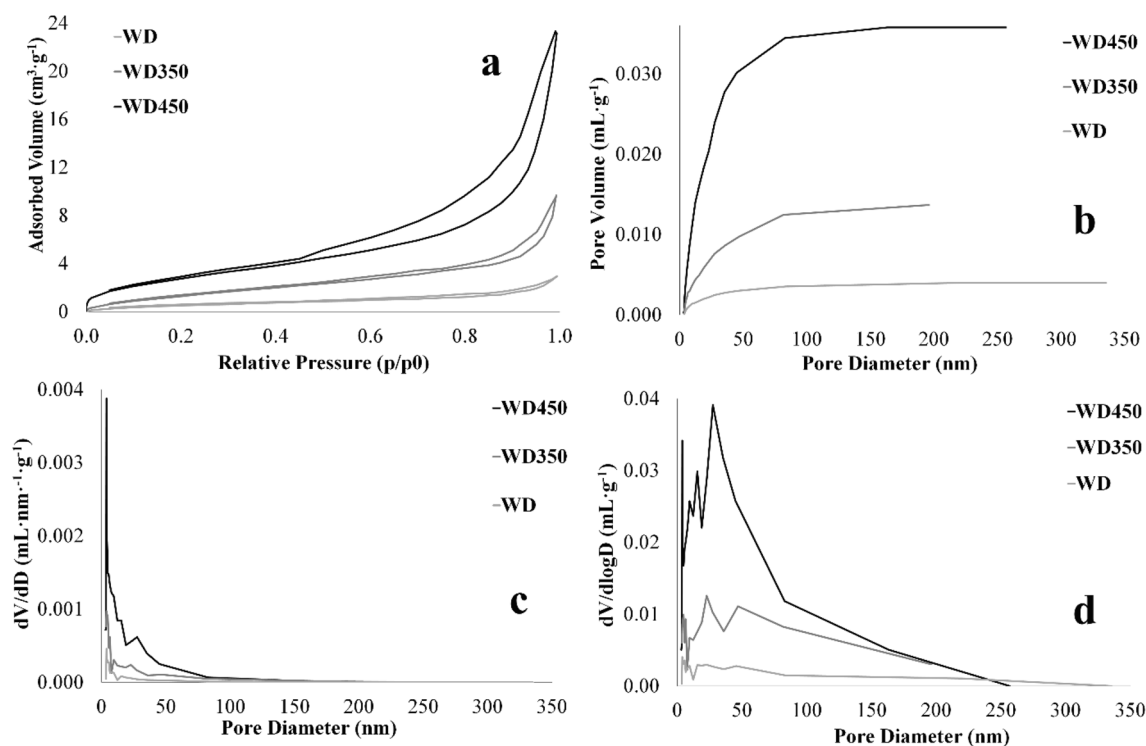 24
20
16
12
8
4
0
Adsorbed Volume (cm³·g⁻¹)
WD
WD350
WD450
a
0.0 0.2 0.4 0.6 0.8 1.0
Relative Pressure (p/p0)
0.030
0.020
0.010
0.000
Pore Volume (mL·g⁻¹)
WD450
WD350
WD
b
0 50 100 150 200 250 300 350
Pore Diameter (nm)
0.004
0.003
0.002
0.001
0.000
dV/dD (mL·nm⁻¹·g⁻¹)
WD450
WD350
WD
c
0 50 100 150 200 250 300 350
Pore Diameter (nm)
0.04
0.03
0.02
0.01
0.00
dV/dlogD (mL·g⁻¹)
WD450
WD350
WD
d
0 50 100 150 200 250 300 350
Pore Diameter (nm)